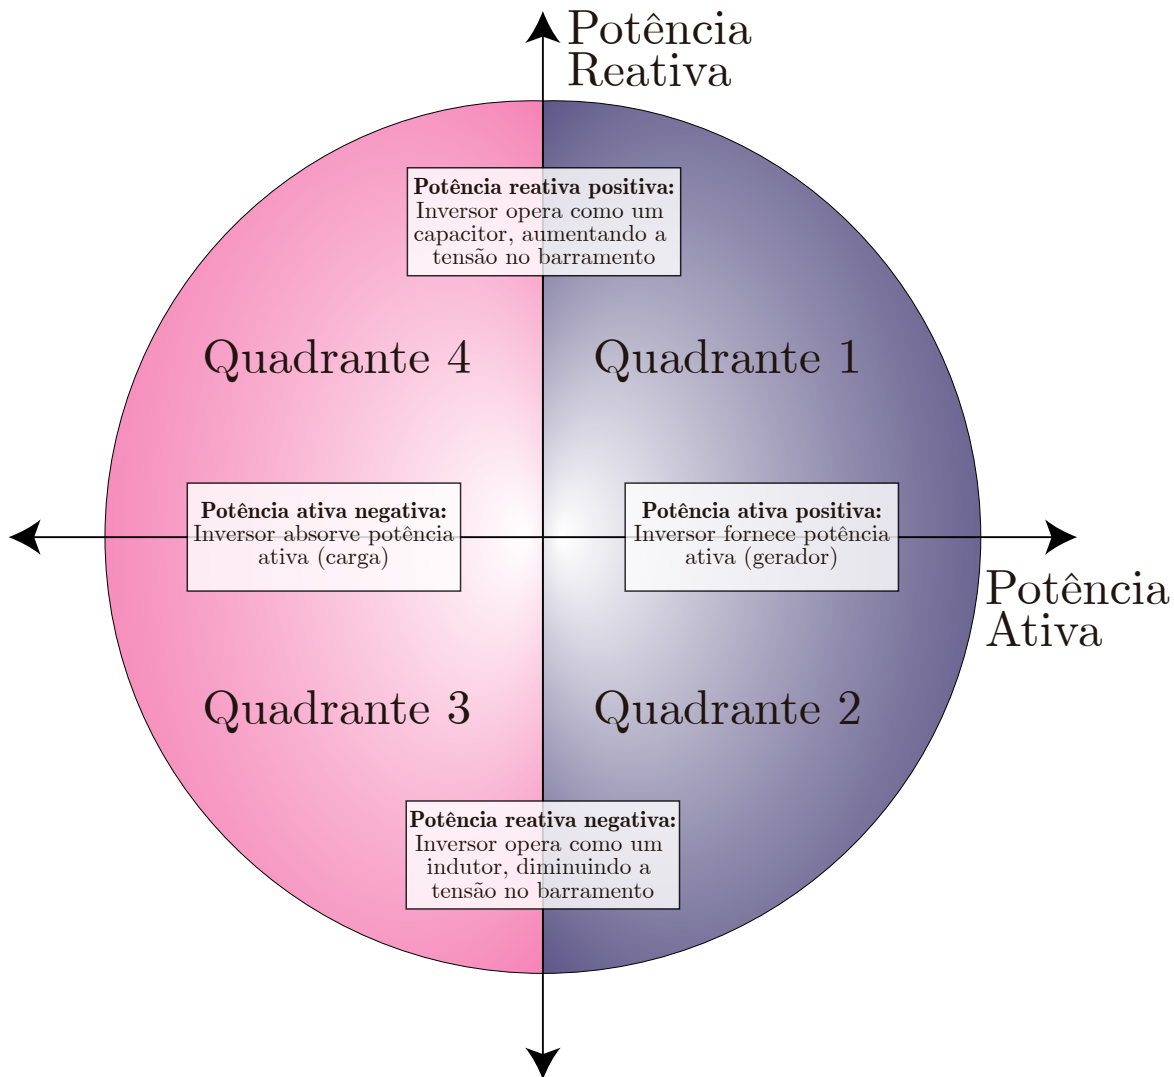 Potência
Reativa
Potência reativa positiva:
Inversor opera como um
capacitor, aumentando a
tensão no barramento
Quadrante 4
Quadrante 1
Potência ativa negativa:
Inversor absorve potência
ativa (carga)
Potência ativa positiva:
Inversor fornece potência
ativa (gerador)
Potência
Ativa
Quadrante 3
Quadrante 2
Potência reativa negativa:
Inversor opera como um
indutor, diminuindo a
tensão no barramento